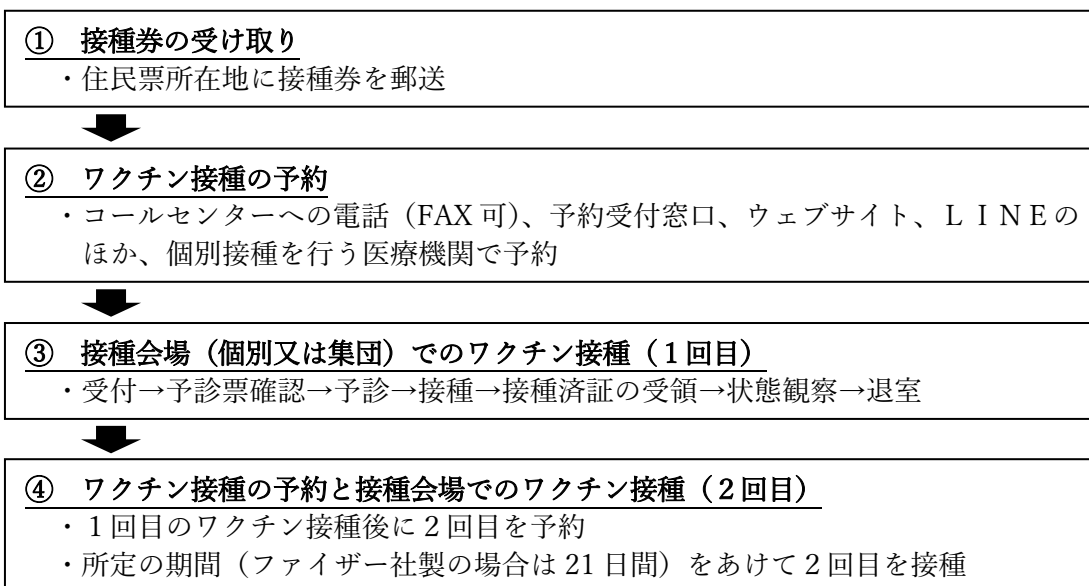 ① 接種券の受け取り
・住民票所在地に接種券を郵送
② ワクチン接種の予約
・コールセンターへの電話（FAX 可）、予約受付窓口、ウェブサイト、ＬＩＮＥの
ほか、個別接種を行う医療機関で予約
③ 接種会場（個別又は集団）でのワクチン接種（１回目）
・受付→予診票確認→予診→接種→接種済証の受領→状態観察→退室
④ ワクチン接種の予約と接種会場でのワクチン接種（２回目）
・１回目のワクチン接種後に２回目を予約
・所定の期間（ファイザー社製の場合は 21 日間）をあけて２回目を接種